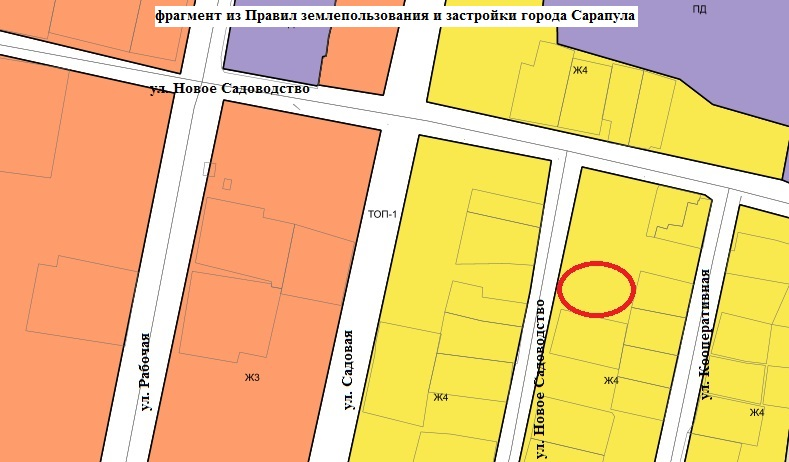 фрагмент из Правил землепользования и застройки города Сарапула
ПД
Ж4
ул. Новое Садоводство
ТОП-1
ул. Рабочая
ул. Садовая
Ж3
Ж4
ул. Новое Садоводство
Ж4
ул. Кооперативная
Ж4